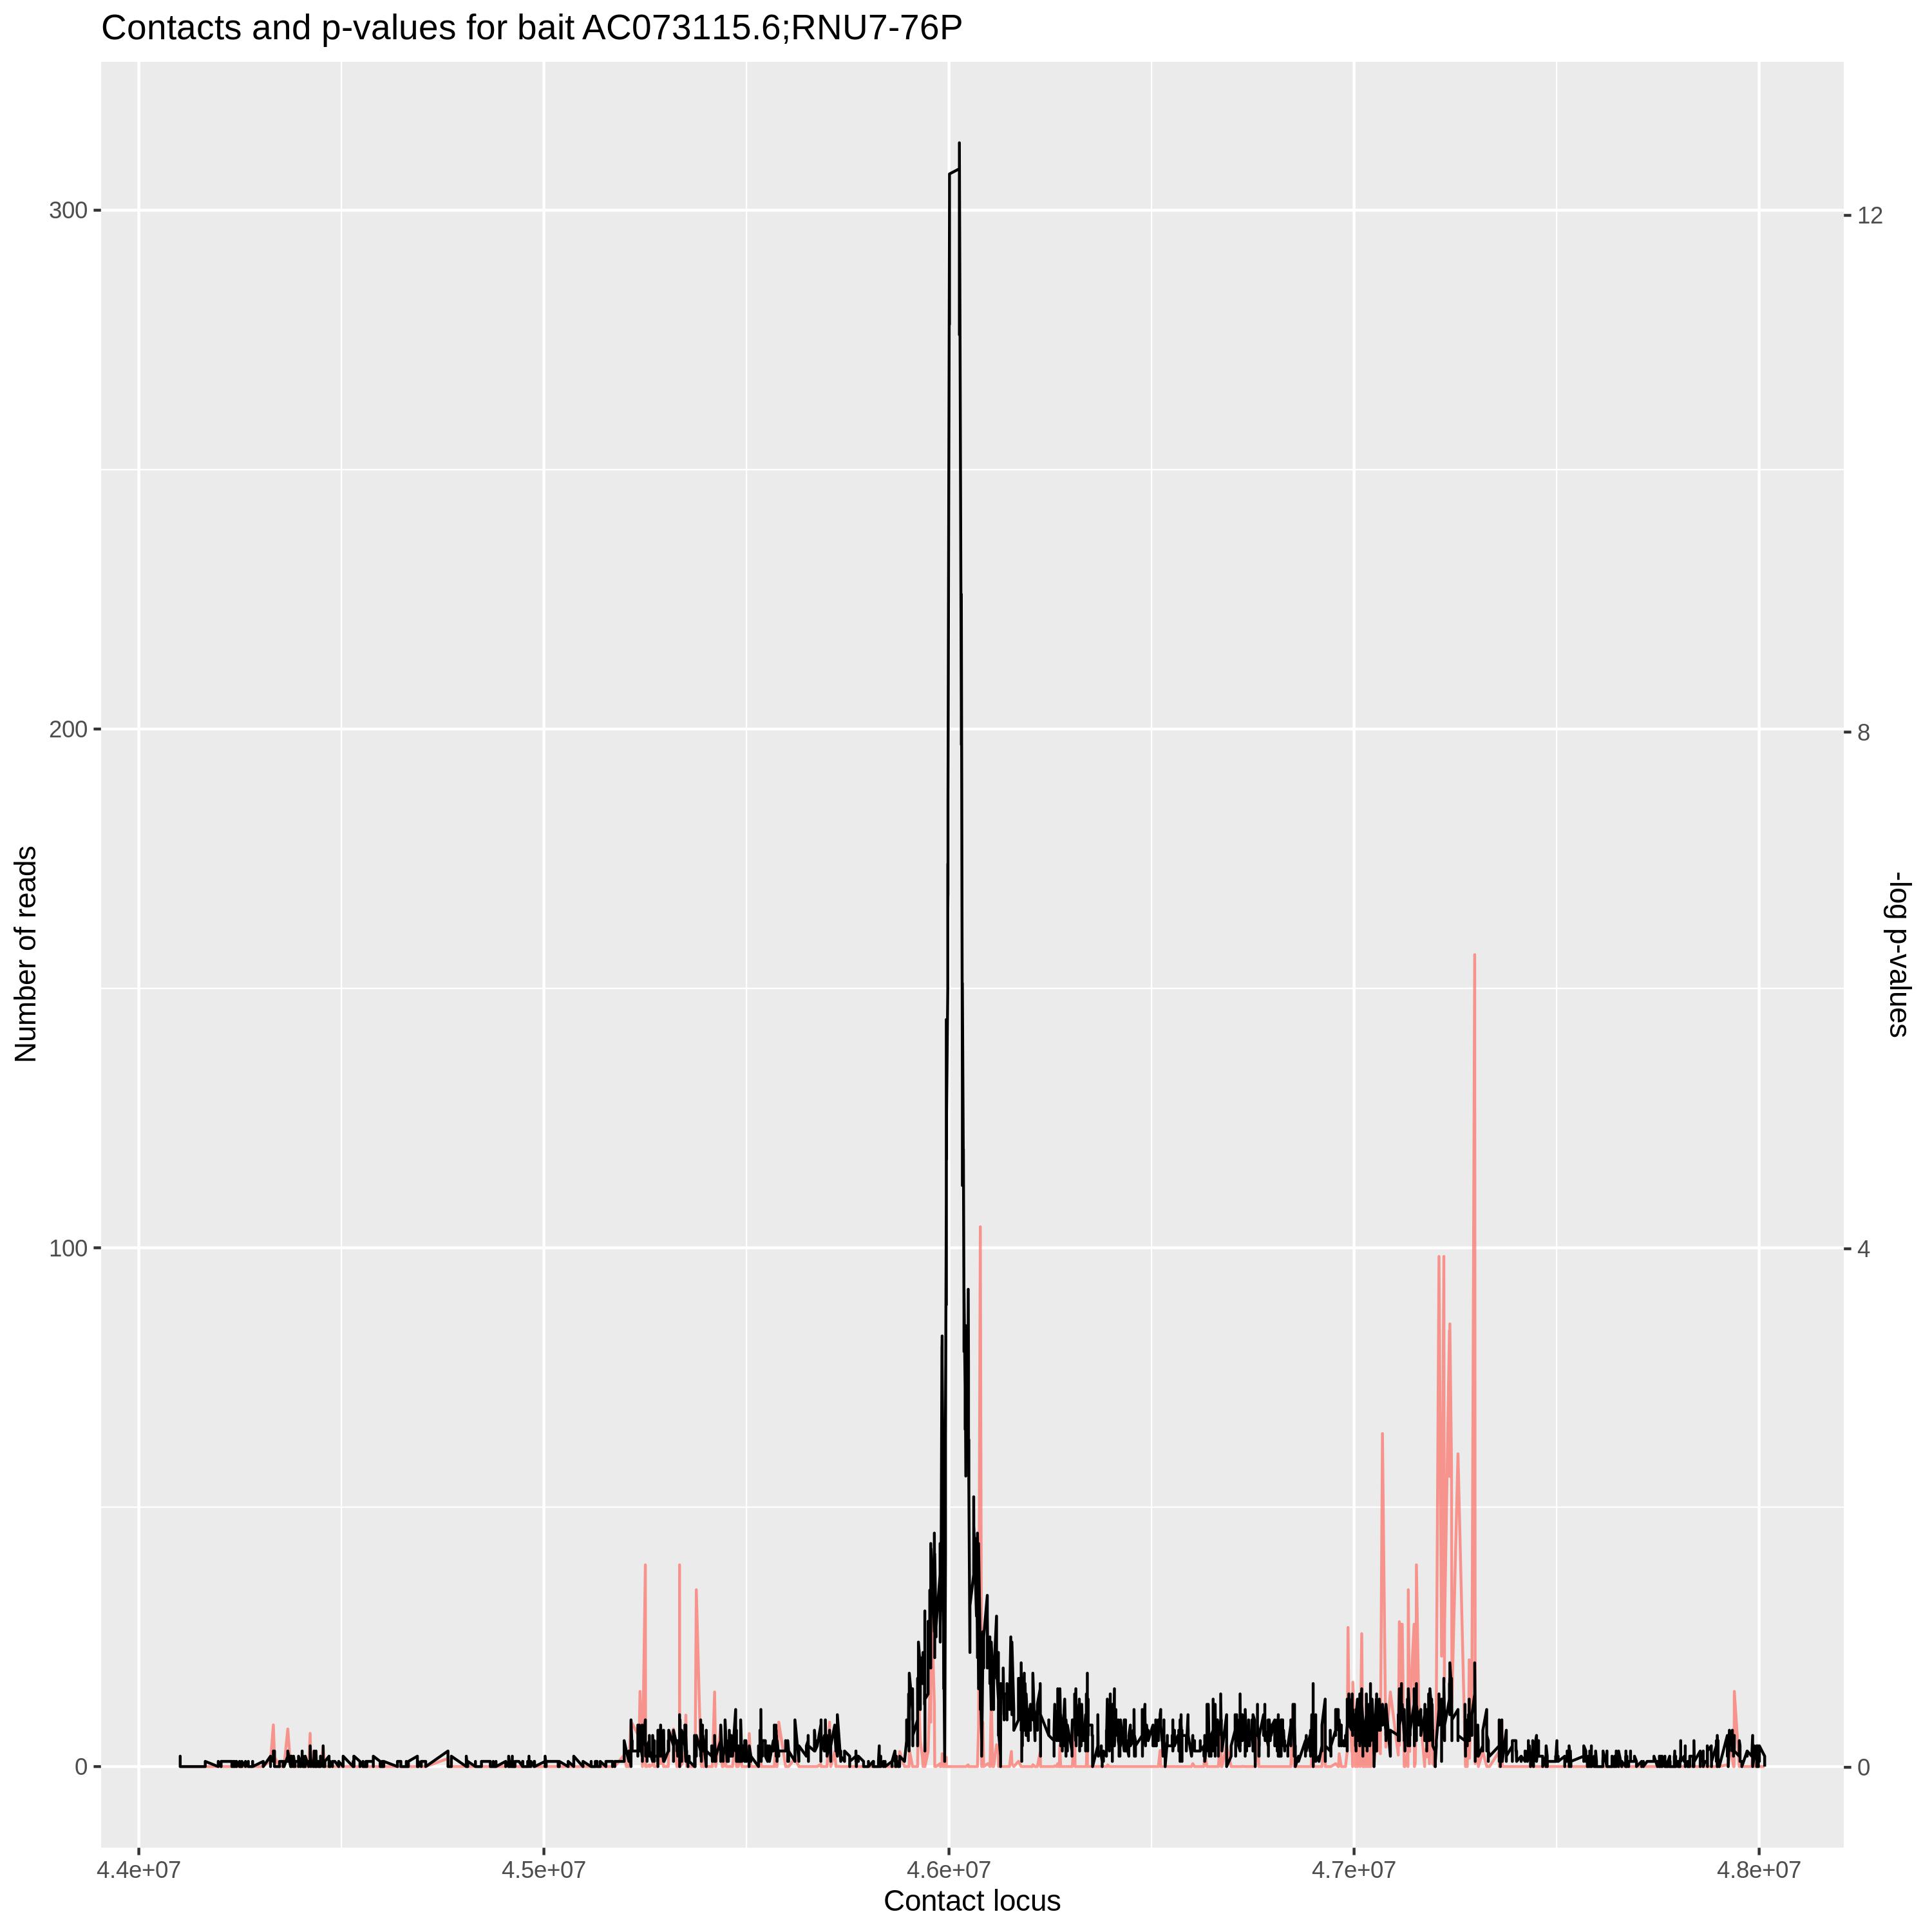 Contacts and p-values for bait AC073115.6;RNU7-76P
300
200
100
0
Number of reads
12
8
4
0
-log p-values
4.4e+07 4.5e+07 4.6e+07 4.7e+07 4.8e+07
Contact locus